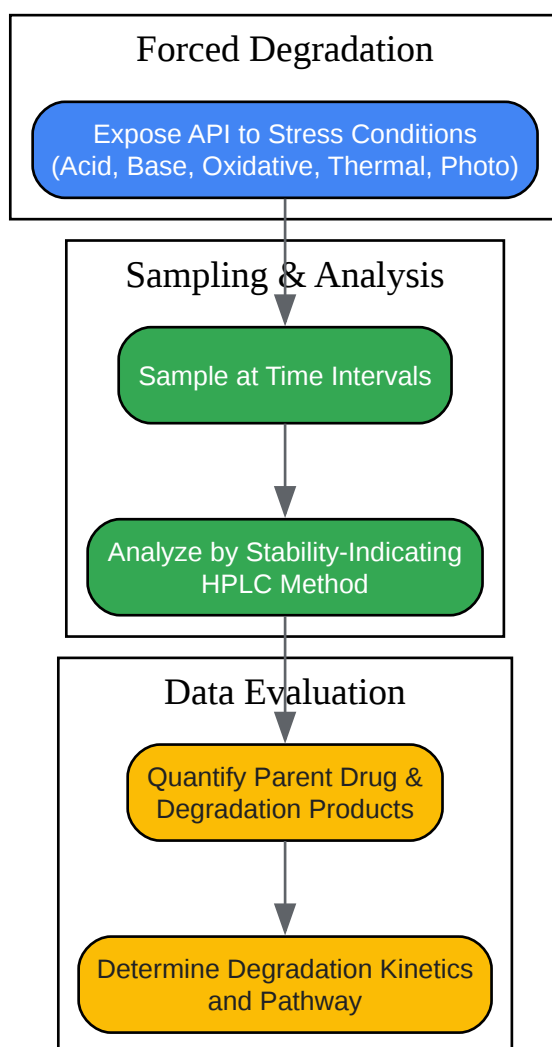 Forced Degradation
Expose API to Stress Conditions
(Acid, Base, Oxidative, Thermal, Photo)
Sampling & Analysis
Sample at Time Intervals
Analyze by Stability-Indicating
HPLC Method
Data Evaluation
Quantify Parent Drug &
Degradation Products
Determine Degradation Kinetics
and Pathway